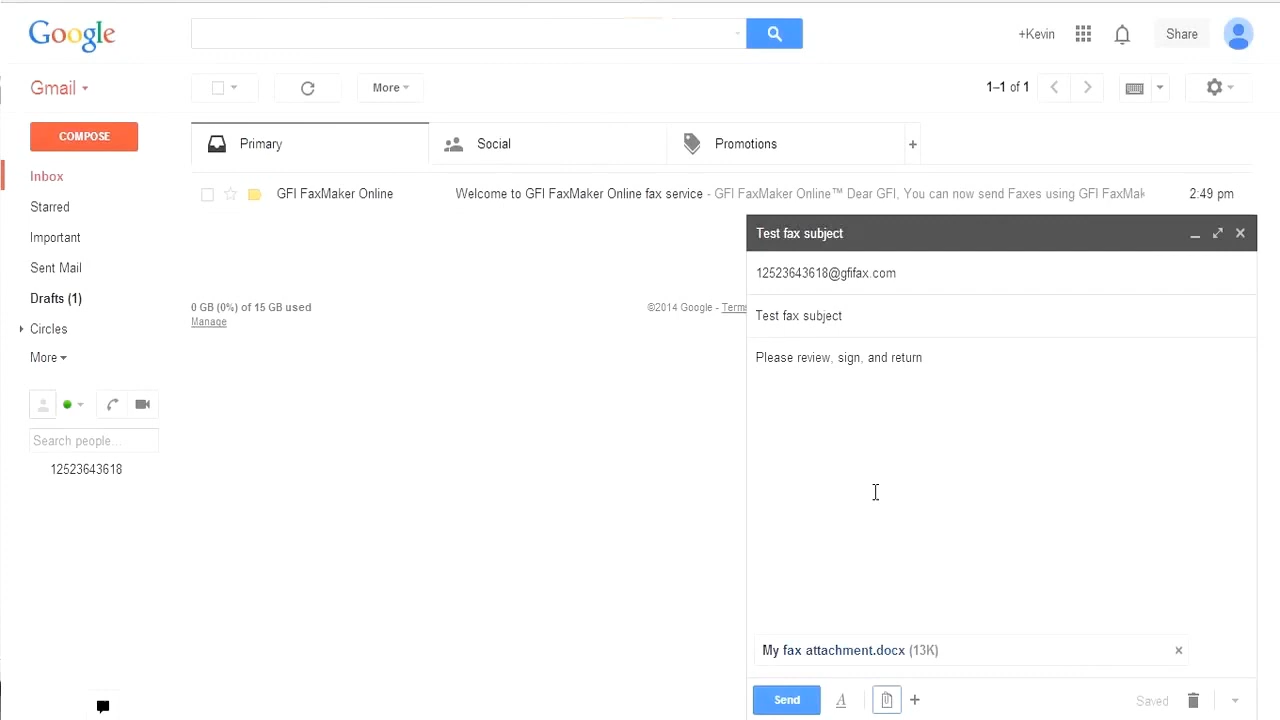 Google
+Kevin
Share
Gmail
More
1–1 of 1
COMPOSE
Primary
Social
Promotions
+
Inbox
Starred
Important
Sent Mail
Drafts (1)
Circles
More
GFI FaxMaker Online
Welcome to GFI FaxMaker Online fax service - GFI FaxMaker Online™ Dear GFI, You can now send Faxes using GFI FaxMak
2:49 pm
0 GB (0%) of 15 GB used
Manage
©2014 Google - Terms
Search people...
12523643618
Test fax subject
12523643618@gfifax.com
Test fax subject
Please review, sign, and return
My fax attachment.docx (13K)
Send
A
+
Saved